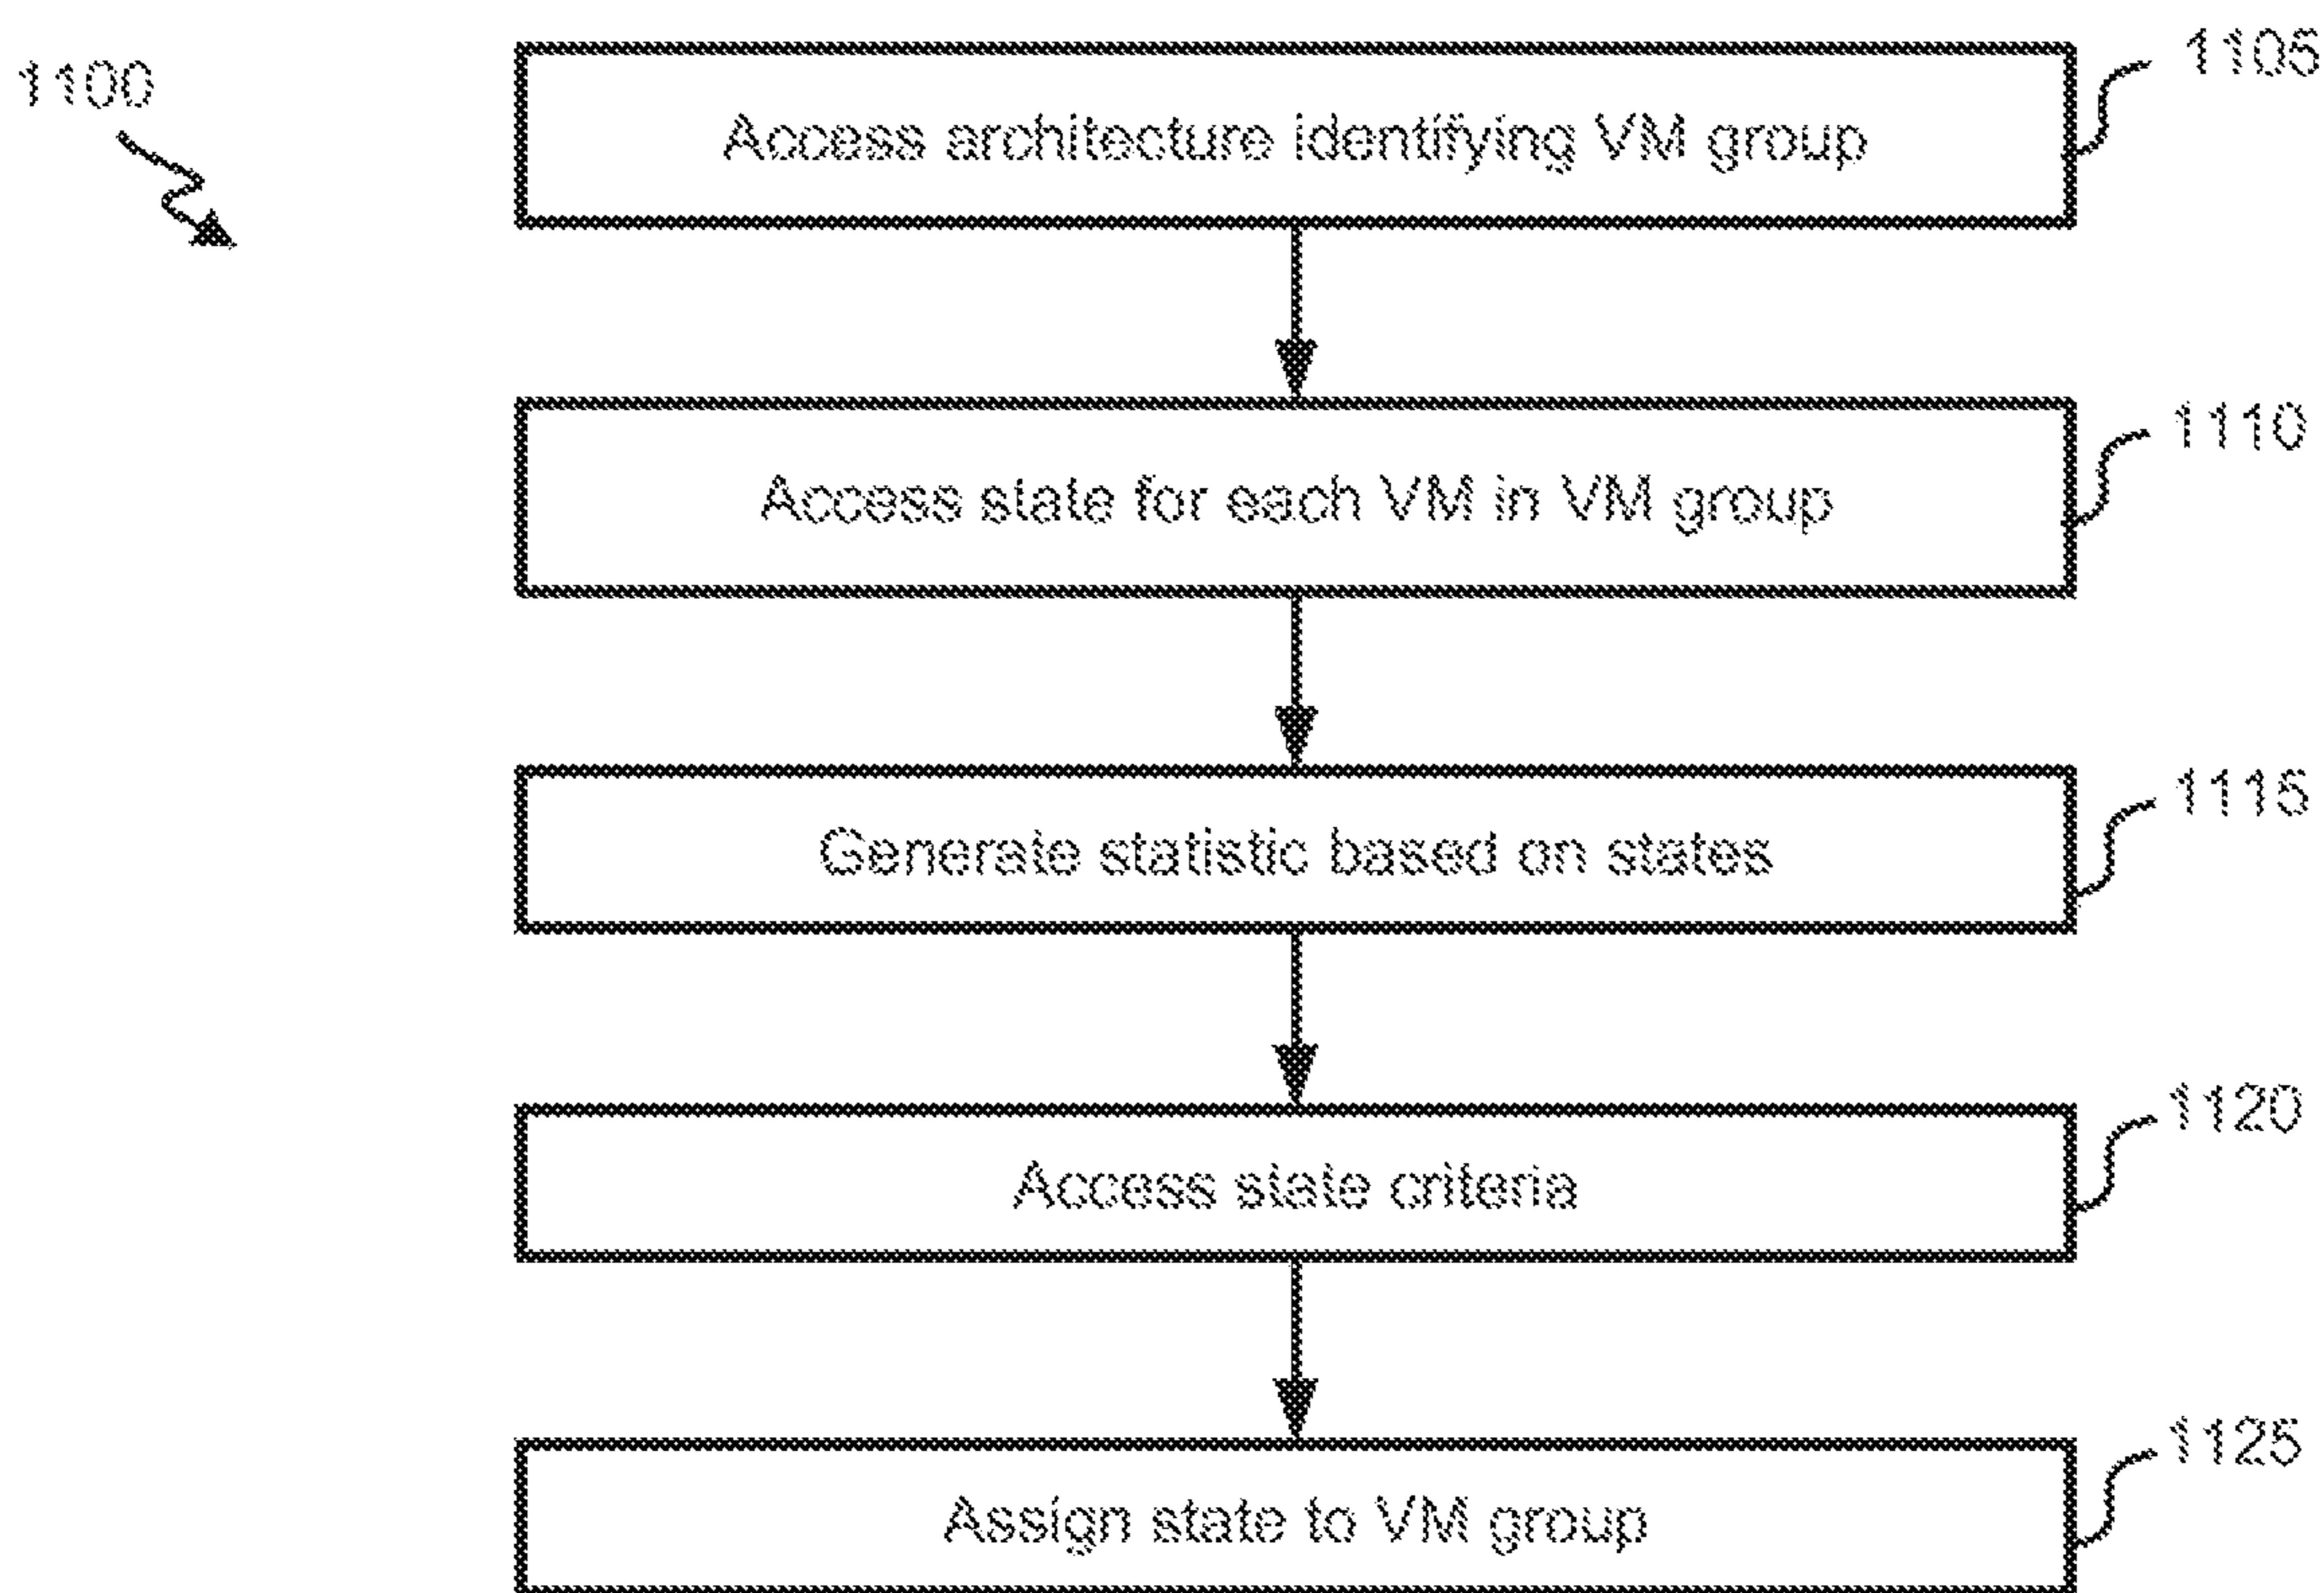 1100
1105
Access architecture identifying VM group
1110
Access state for each VM in VM group
1115
Generate statistic based on states
1120
Access state criteria
1125
Assign state to VM group